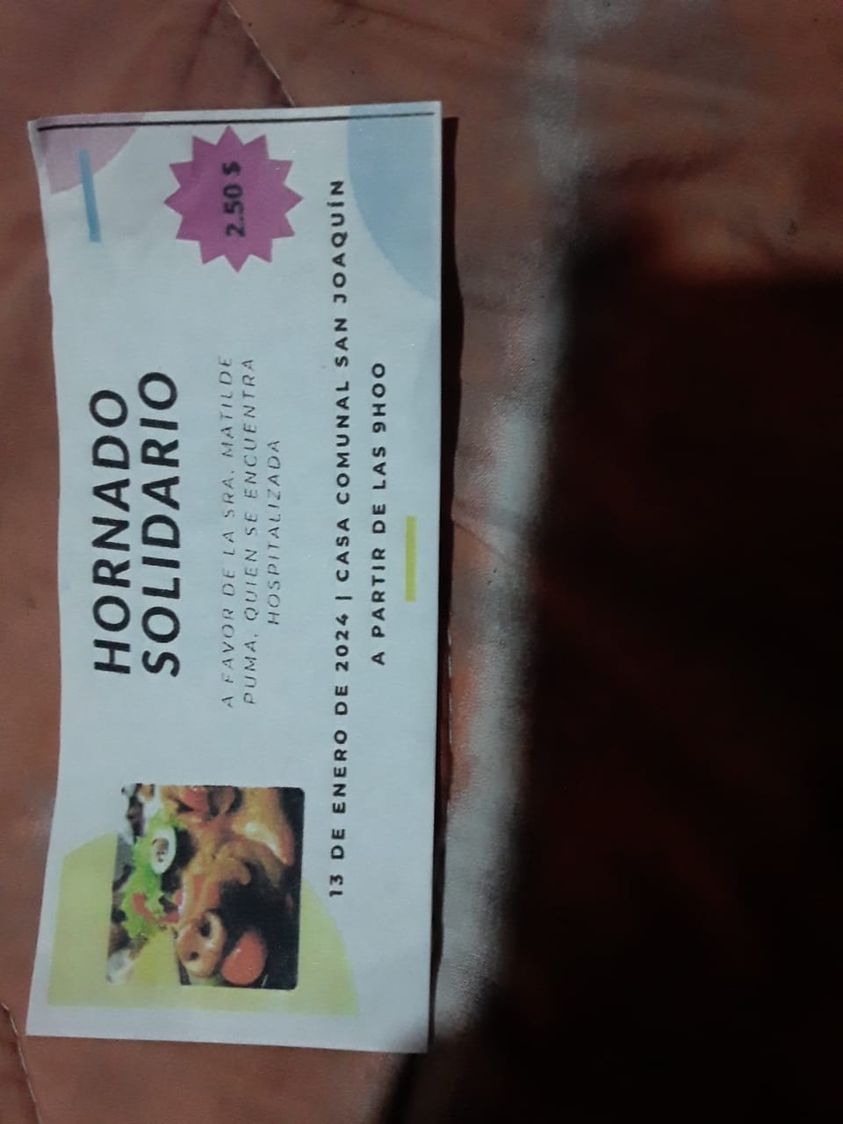 HORNADO
SOLIDARIO
2.50 $
A FAVOR DE LA SRA. MATILDE
PUMA, QUIEN SE ENCUENTRA
HOSPITALIZADA
13 DE ENERO DE 2024 | CASA COMUNAL SAN JOAQUÍN
A PARTIR DE LAS 9H00